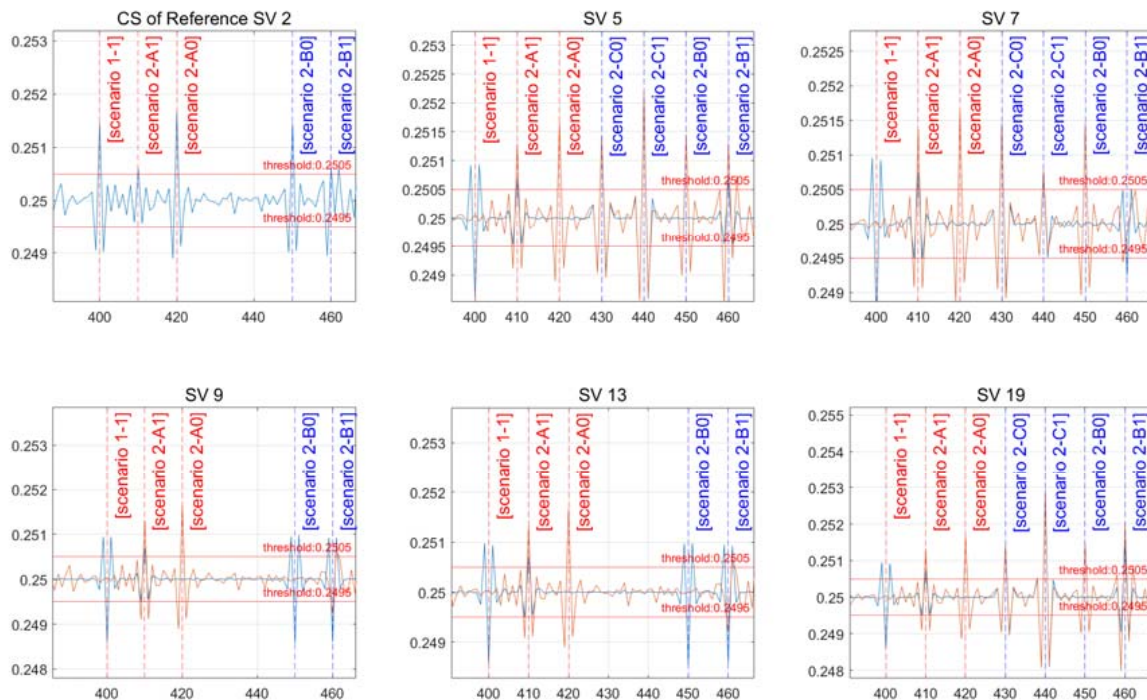 CS of Reference SV 2
0.253
0.252
0.251
0.25
0.249
[scenario 1-1]
[scenario 2-A1]
[scenario 2-A0]
[scenario 2-B0]
[scenario 2-B1]
threshold:0.2505
threshold:0.2495
400
420
440
460
SV 5
0.253
0.2525
0.252
0.2515
0.251
0.2505
0.25
0.2495
0.249
[scenario 1-1]
[scenario 2-A1]
[scenario 2-A0]
[scenario 2-C0]
[scenario 2-C1]
[scenario 2-B0]
[scenario 2-B1]
threshold:0.2505
threshold:0.2495
400
410
420
430
440
450
460
SV 7
0.2525
0.252
0.2515
0.251
0.2505
0.25
0.2495
0.249
[scenario 1-1]
[scenario 2-A1]
[scenario 2-A0]
[scenario 2-C0]
[scenario 2-C1]
[scenario 2-B0]
[scenario 2-B1]
threshold:0.2505
threshold:0.2495
400
410
420
430
440
450
460
SV 9
0.253
0.252
0.251
0.25
0.249
0.248
[scenario 1-1]
[scenario 2-A1]
[scenario 2-A0]
[scenario 2-B0]
[scenario 2-B1]
threshold:0.2505
threshold:0.2495
400
420
440
460
SV 13
0.253
0.252
0.251
0.25
0.249
[scenario 1-1]
[scenario 2-A1]
[scenario 2-A0]
[scenario 2-B0]
[scenario 2-B1]
threshold:0.2505
threshold:0.2495
400
410
420
430
440
450
460
SV 19
0.255
0.254
0.253
0.252
0.251
0.25
0.249
0.248
[scenario 1-1]
[scenario 2-A1]
[scenario 2-A0]
[scenario 2-C0]
[scenario 2-C1]
[scenario 2-B0]
[scenario 2-B1]
threshold:0.2505
threshold:0.2495
400
410
420
430
440
450
460